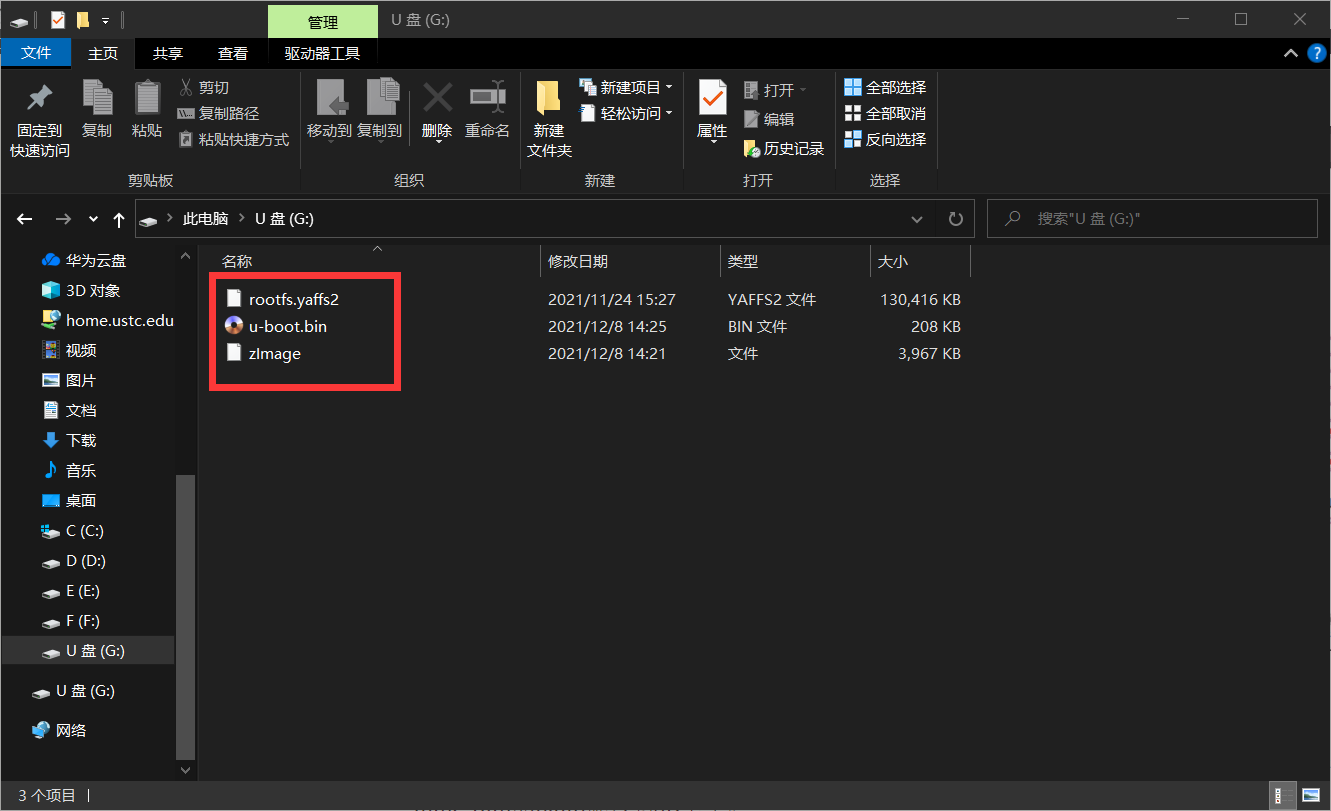 管理
U 盘 (G:)
文件
主页
共享
查看
驱动器工具
?
固定到
快速访问
复制
粘贴
剪切
复制路径
粘贴快捷方式
剪贴板
移动到
复制到
删除
重命名
组织
新建
文件夹
新建项目
轻松访问
新建
属性
打开
编辑
历史记录
打开
全部选择
全部取消
反向选择
选择
此电脑
U 盘 (G:)
搜索"U 盘 (G:)"
华为云盘
3D 对象
home.ustc.edu
视频
图片
文档
下载
音乐
桌面
C (C:)
D (D:)
E (E:)
F (F:)
U 盘 (G:)
U 盘 (G:)
网络
名称 修改日期 类型 大小
rootfs.yaffs2 2021/11/24 15:27 YAFFS2 文件 130,416 KB
u-boot.bin 2021/12/8 14:25 BIN 文件 208 KB
zImage 2021/12/8 14:21 文件 3,967 KB
3 个项目